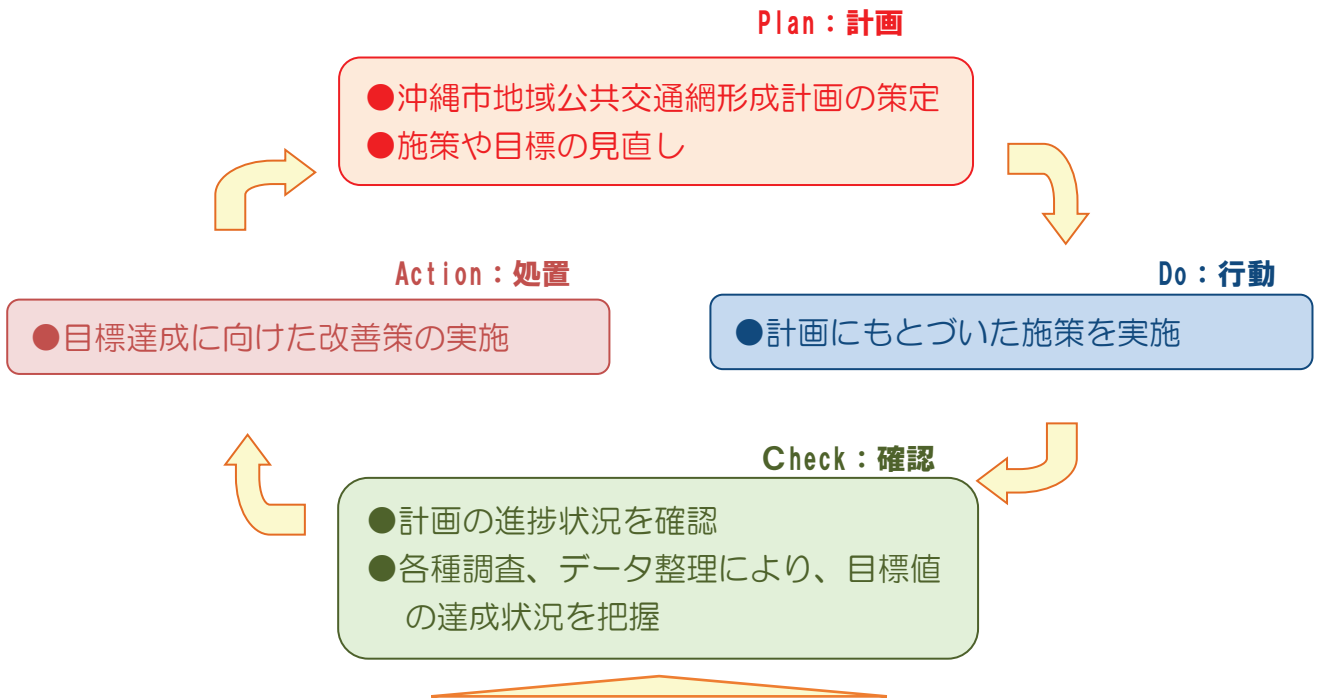 Plan：計画
●沖縄市地域公共交通網形成計画の策定
●施策や目標の見直し
Action：処置
●目標達成に向けた改善策の実施
Do：行動
●計画にもとづいた施策を実施
Check：確認
●計画の進捗状況を確認
●各種調査、データ整理により、目標値
の達成状況を把握